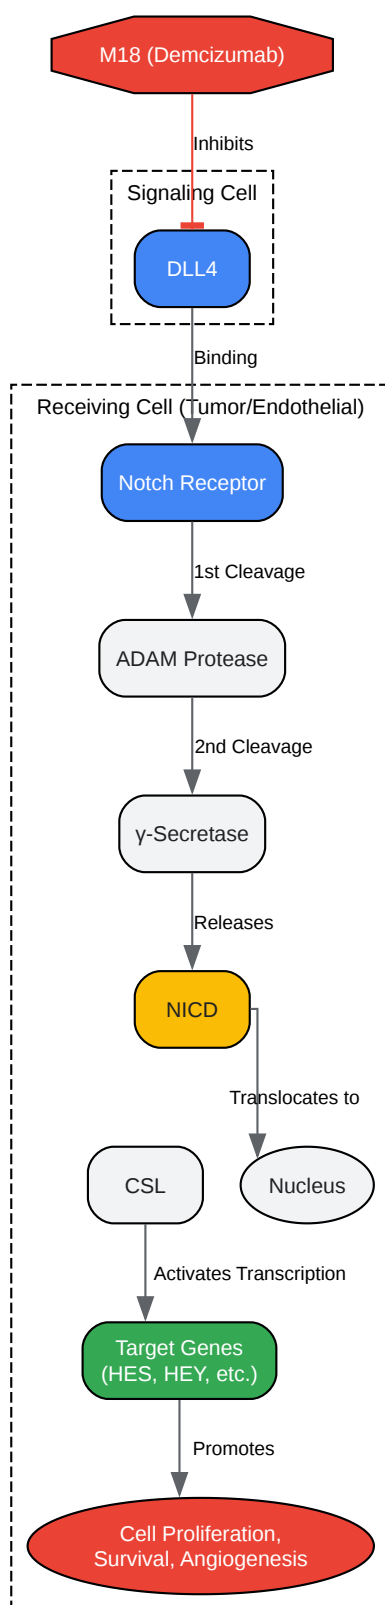 M18 (Demcizumab)
Inhibits
Signaling Cell
DLL4
Binding
Receiving Cell (Tumor/Endothelial)
Notch Receptor
1st Cleavage
ADAM Protease
2nd Cleavage
γ-Secretase
Releases
NICD
Translocates to
CSL
Nucleus
Activates Transcription
Target Genes
(HES, HEY, etc.)
Promotes
Cell Proliferation,
Survival, Angiogenesis